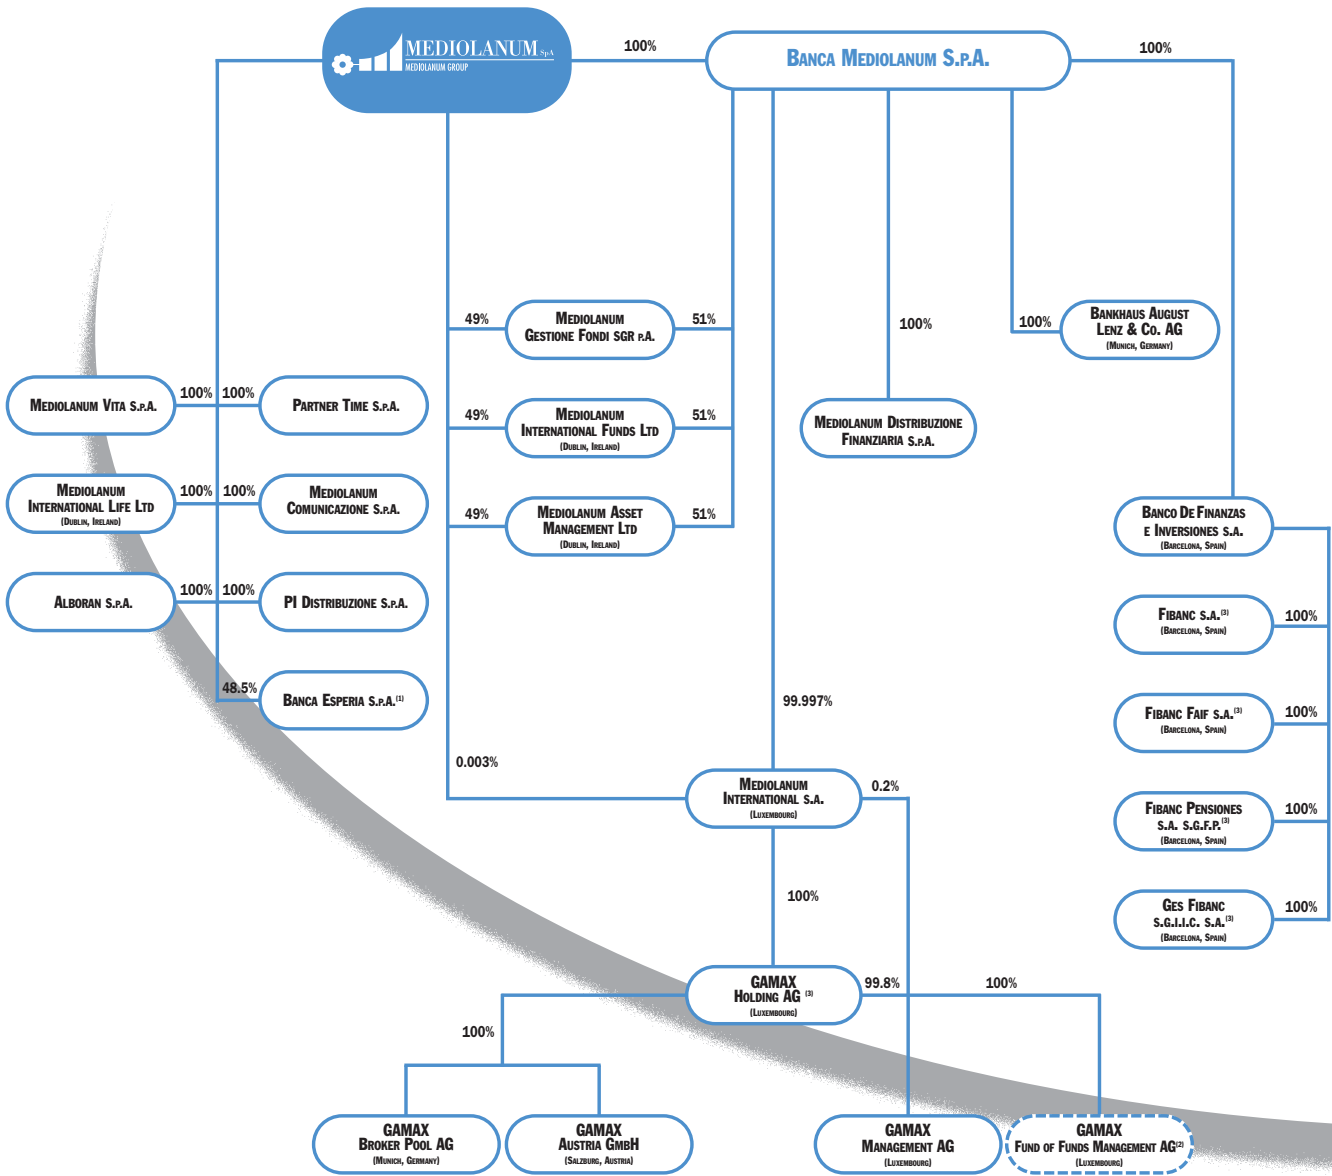 MEDIOLANUM S.p.A.
MEDIOLANUM GROUP
100%
BANCA MEDIOLANUM S.P.A.
100%
49%
MEDIOLANUM
GESTIONE FONDI SGR P.A.
51%
100%
100%
BANKHAUS AUGUST
LENZ & CO. AG
(MUNICH, GERMANY)
MEDIOLANUM VITA S.P.A.
100%
100%
PARTNER TIME S.P.A.
49%
MEDIOLANUM
INTERNATIONAL FUNDS LTD
(DUBLIN, IRELAND)
51%
MEDIOLANUM DISTRIBUZIONE
FINANZIARIA S.P.A.
MEDIOLANUM
INTERNATIONAL LIFE LTD
(DUBLIN, IRELAND)
100%
100%
MEDIOLANUM
COMUNICAZIONE S.P.A.
49%
MEDIOLANUM ASSET
MANAGEMENT LTD
(DUBLIN, IRELAND)
51%
BANCO DE FINANZAS
E INVERSIONES S.A.
(BARCELONA, SPAIN)
ALBORAN S.P.A.
100%
100%
PI DISTRIBUZIONE S.P.A.
FIBANC S.A.(3)
(BARCELONA, SPAIN)
100%
48.5%
BANCA ESPERIA S.P.A.(1)
99.997%
FIBANC FAIF S.A.(3)
(BARCELONA, SPAIN)
100%
0.003%
MEDIOLANUM
INTERNATIONAL S.A.
(LUXEMBOURG)
0.2%
FIBANC PENSIONES
S.A. S.G.F.P.(3)
(BARCELONA, SPAIN)
100%
100%
GES FIBANC
S.G.I.I.C. S.A.(3)
(BARCELONA, SPAIN)
100%
GAMAX
HOLDING AG (3)
(LUXEMBOURG)
99.8%
100%
100%
GAMAX
BROKER POOL AG
(MUNICH, GERMANY)
GAMAX
AUSTRIA GMBH
(SALZBURG, AUSTRIA)
GAMAX
MANAGEMENT AG
(LUXEMBOURG)
GAMAX
FUND OF FUNDS MANAGEMENT AG(2)
(LUXEMBOURG)